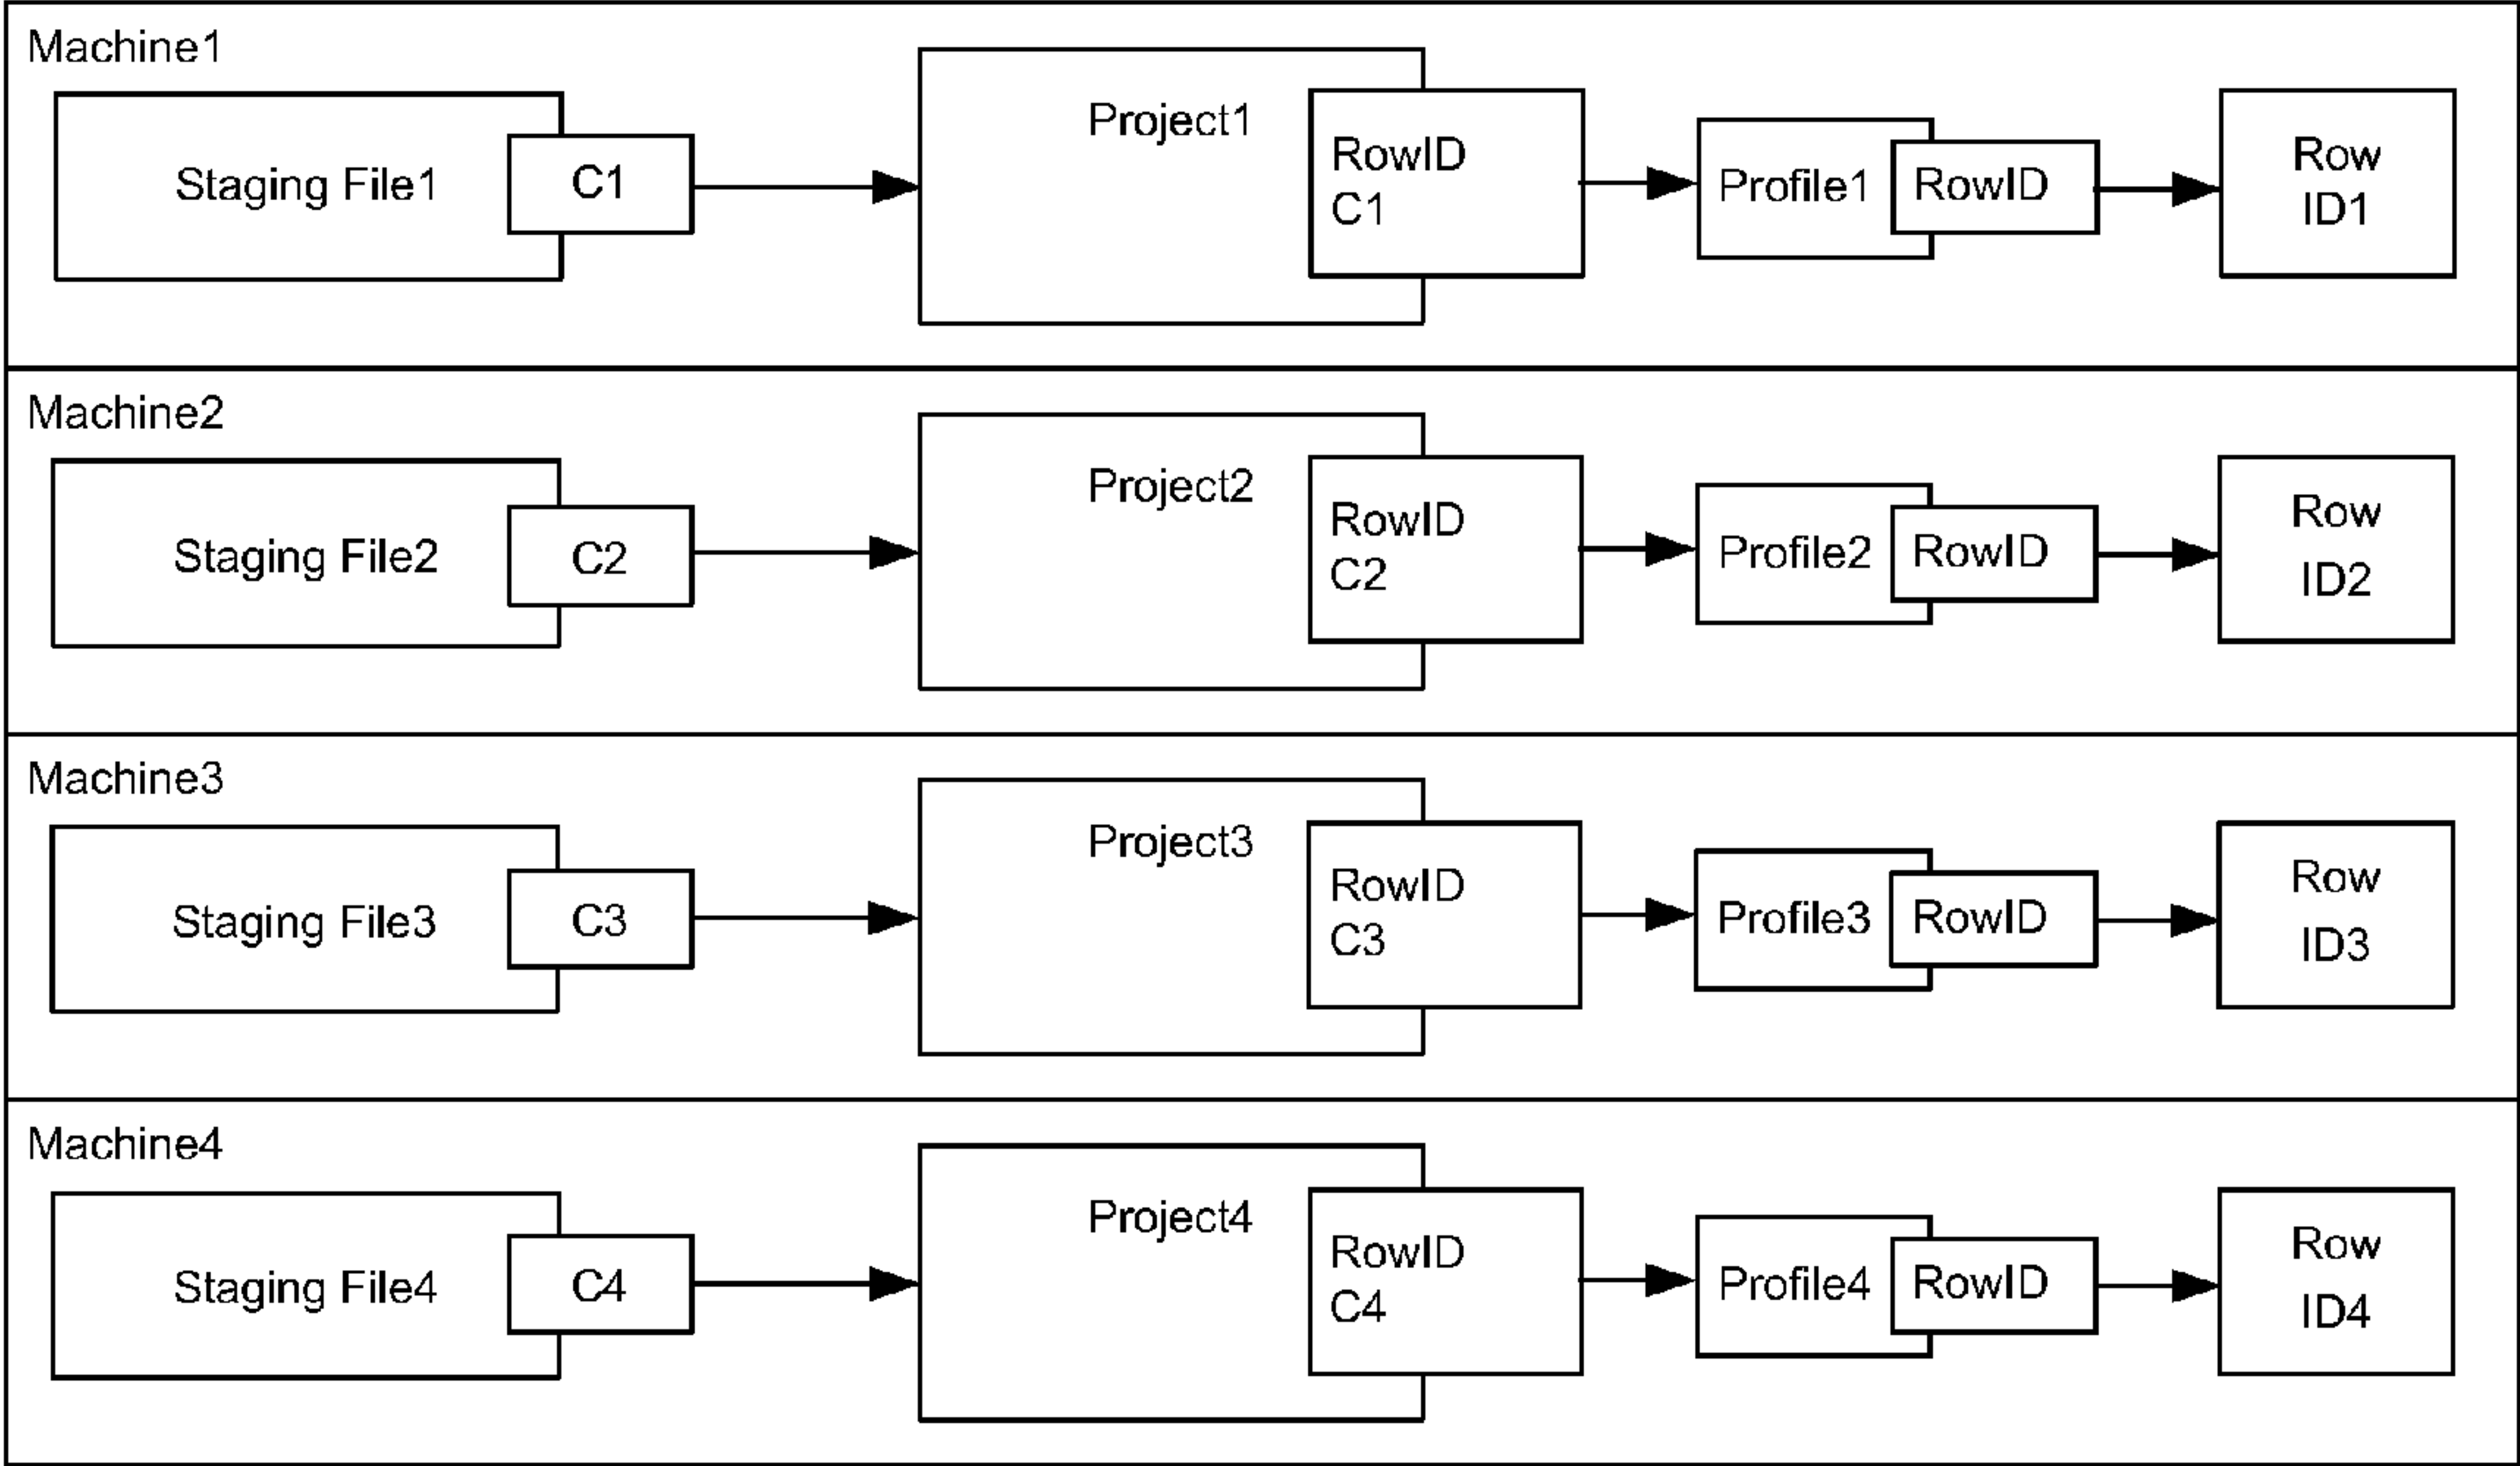 Machine1
Staging File1
C1
Project1
RowID
C1
Profile1
RowID
Row
ID1
Machine2
Staging File2
C2
Project2
RowID
C2
Profile2
RowID
Row
ID2
Machine3
Staging File3
C3
Project3
RowID
C3
Profile3
RowID
Row
ID3
Machine4
Staging File4
C4
Project4
RowID
C4
Profile4
RowID
Row
ID4